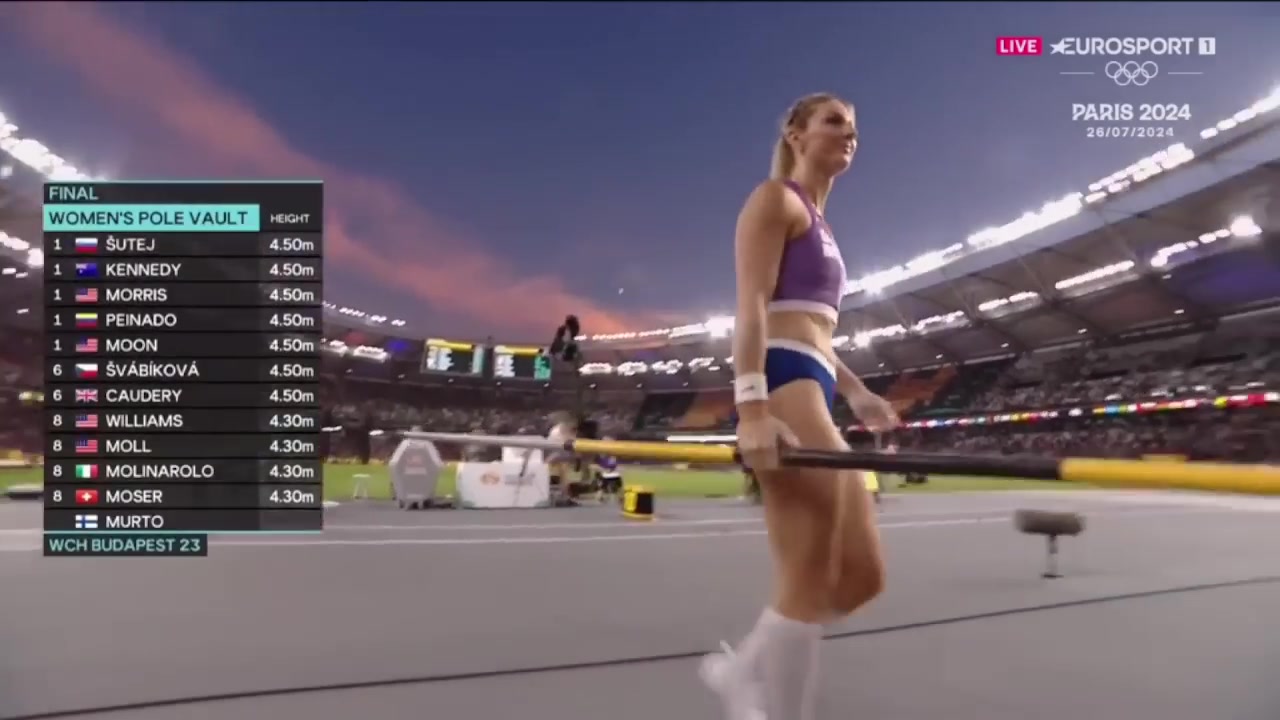 LIVE EUROSPORT 1
PARIS 2024
26/07/2024
FINAL
WOMEN'S POLE VAULT HEIGHT
1 ŠUTEJ 4.50m
1 KENNEDY 4.50m
1 MORRIS 4.50m
1 PEINADO 4.50m
1 MOON 4.50m
6 ŠVÁBÍKOVÁ 4.50m
6 CAUDERY 4.50m
8 WILLIAMS 4.30m
8 MOLL 4.30m
8 MOLINAROLO 4.30m
8 MOSER 4.30m
MURTO
WCH BUDAPEST 23